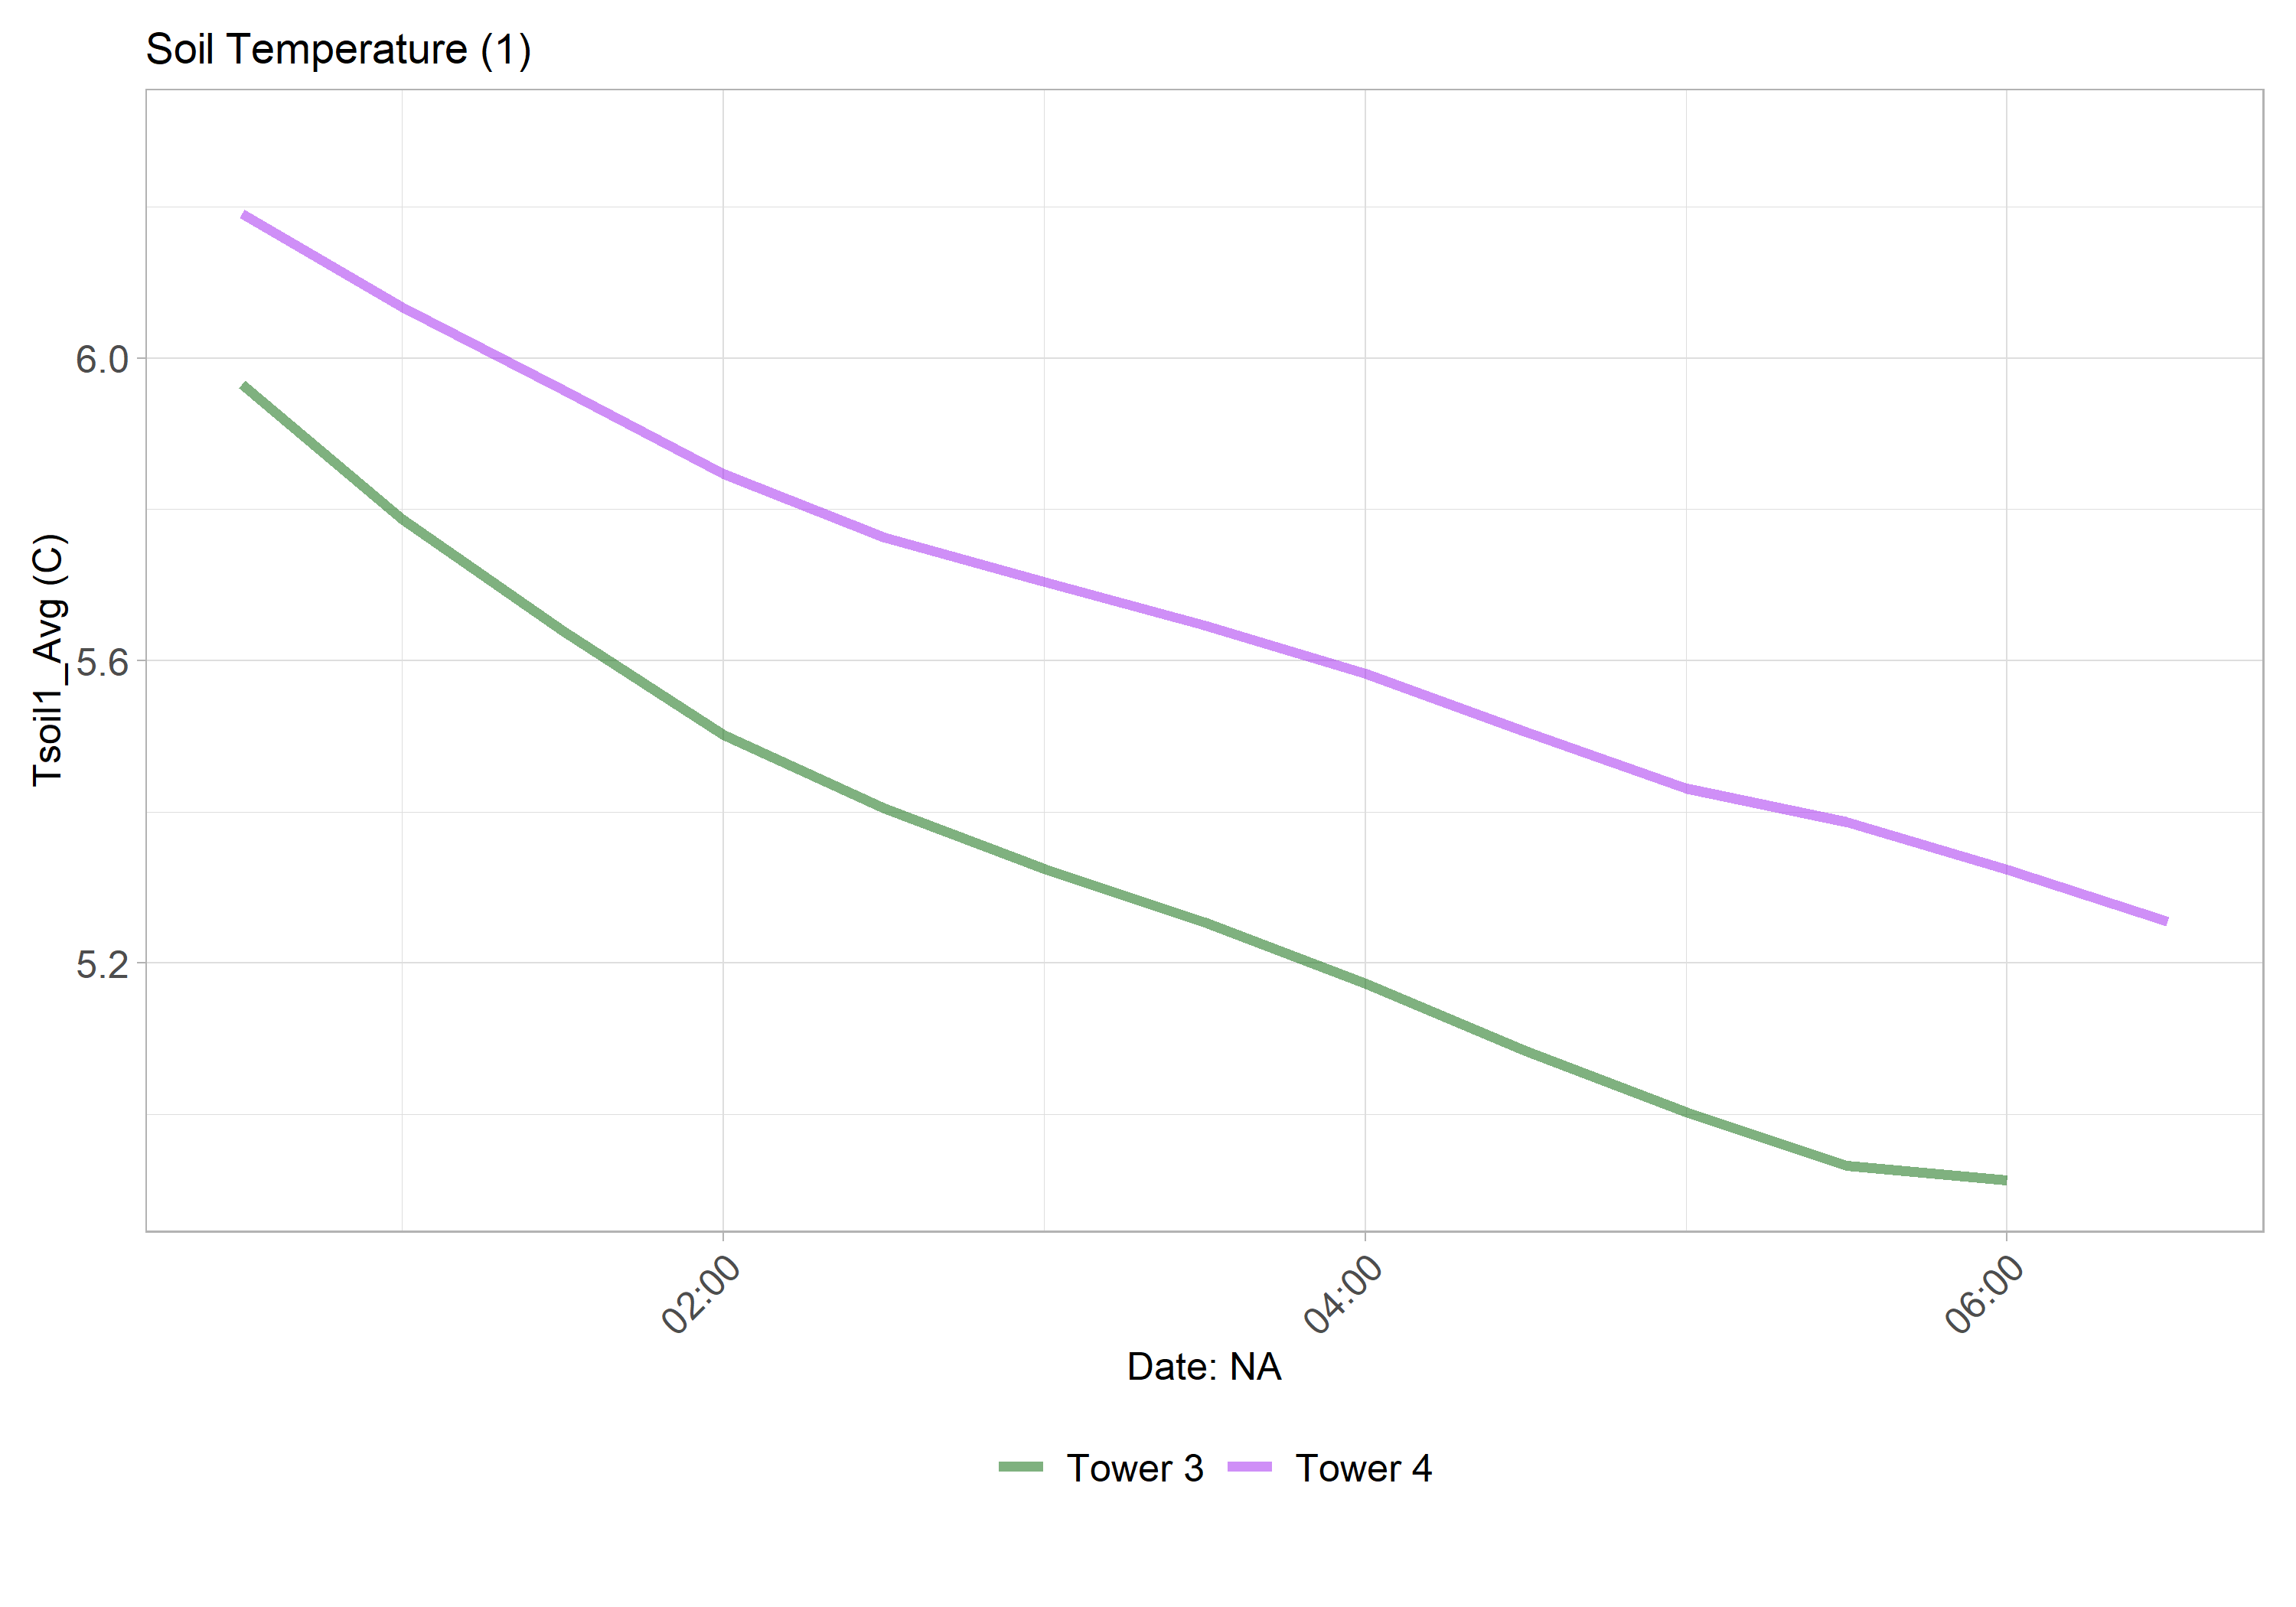 Soil Temperature (1)
Tsoil1_Avg (C)
6.0
5.6
5.2
02:00
04:00
06:00
Date: NA
Tower 3
Tower 4